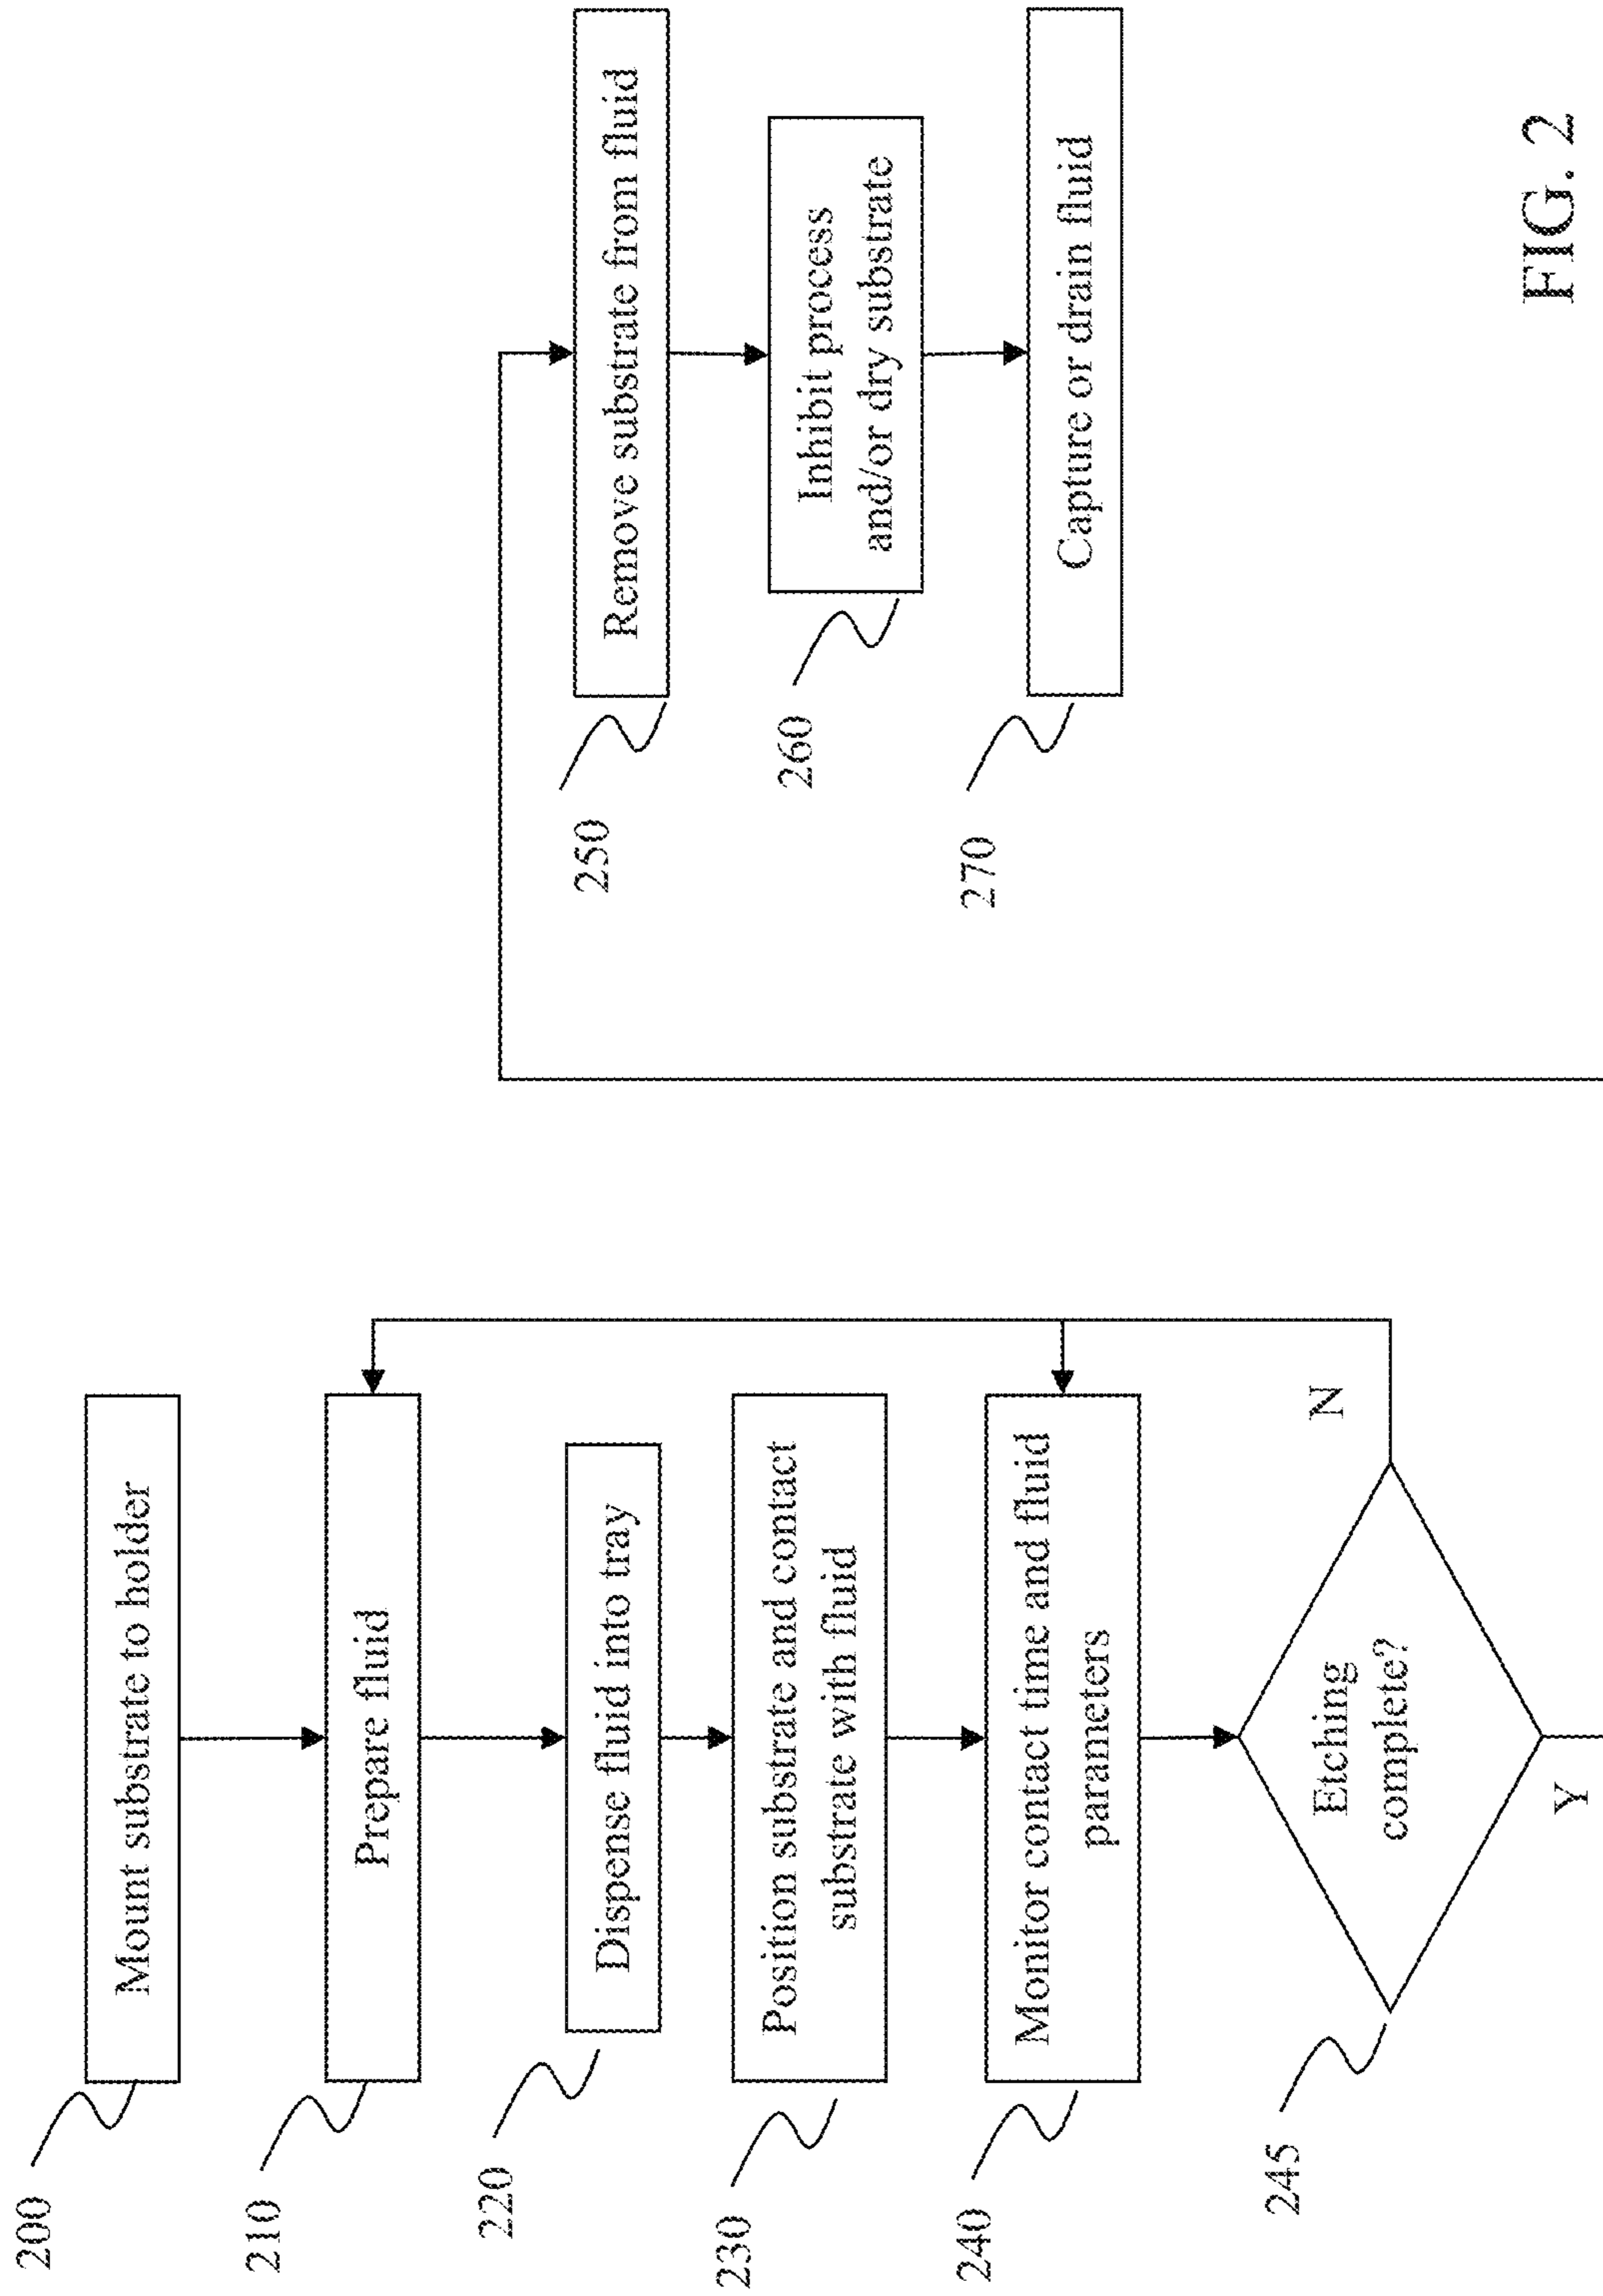 200
Mount substrate to holder
210
Prepare fluid
220
Dispense fluid into tray
230
Position substrate and contact
substrate with fluid
240
Monitor contact time and fluid
parameters
245
Etching
complete?
N
Y
250
Remove substrate from fluid
260
Inhibit process
and/or dry substrate
270
Capture or drain fluid
FIG. 2